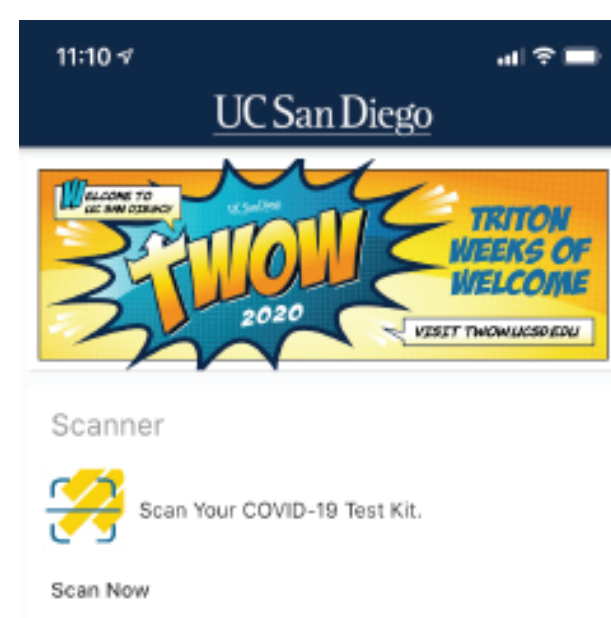 11:10
UC San Diego
WELCOME TO
UC SAN DIEGO!
UC San Diego
TWOW
2020
TRITON
WEEKS OF
WELCOME
VISIT TWOW.UCSD.EDU
Scanner
Scan Your COVID-19 Test Kit.
Scan Now